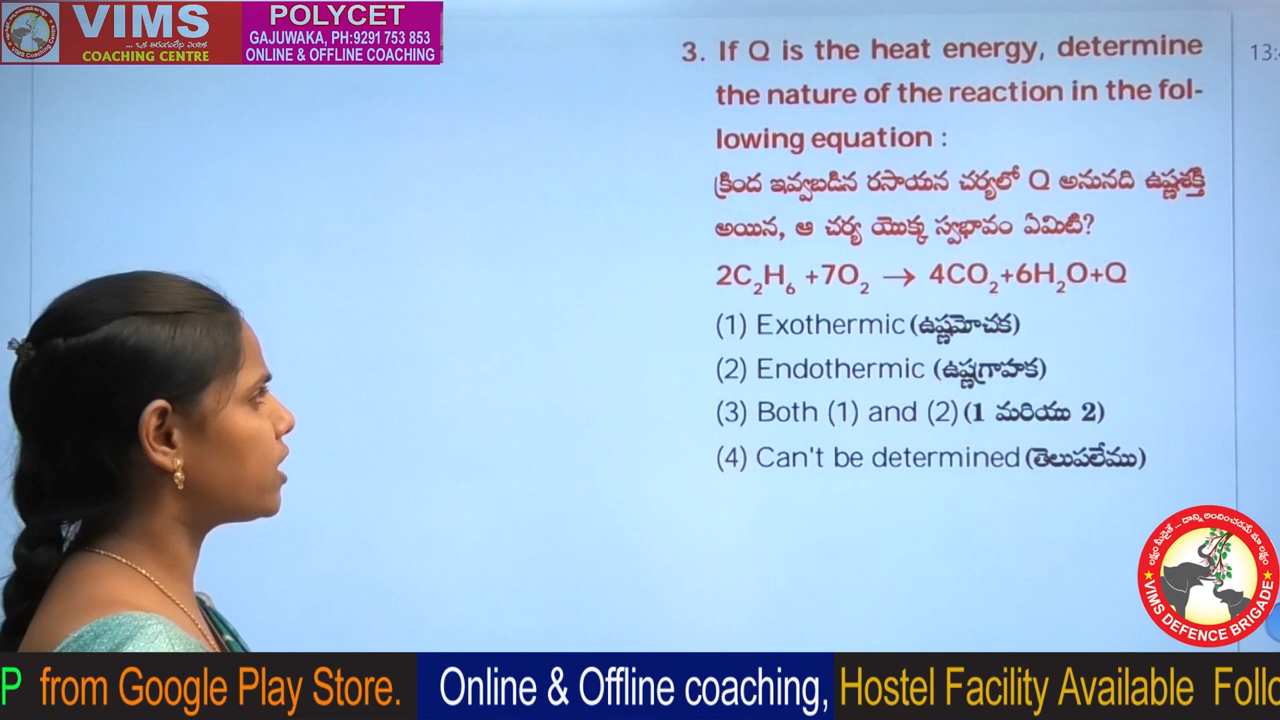 VIMS
... ఒక తిరుగులేని ఎంపిక
COACHING CENTRE
POLYCET
GAJUWAKA, PH:9291 753 853
ONLINE & OFFLINE COACHING
3. If Q is the heat energy, determine
the nature of the reaction in the fol-
lowing equation :
క్రింద ఇవ్వబడిన రసాయన చర్యలో Q అనునది ఉష్ణశక్తి
అయిన, ఆ చర్య యొక్క స్వభావం ఏమిటి?
2C₂H₆ +7O₂ → 4CO₂+6H₂O+Q
(1) Exothermic (ఉష్ణమోచక)
(2) Endothermic (ఉష్ణగ్రాహక)
(3) Both (1) and (2) (1 మరియు 2)
(4) Can't be determined (తెలుపలేము)
13:
VIMS DEFENCE BRIGADE
P from Google Play Store. Online & Offline coaching, Hostel Facility Available Follo